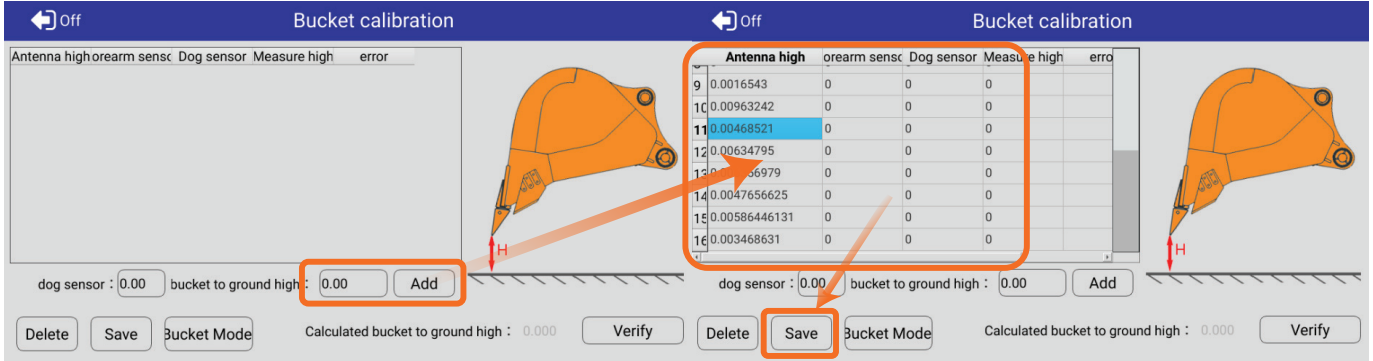 Off Bucket calibration
Antenna high orearm senso Dog sensor Measure high error
H
dog sensor : 0.00 bucket to ground high : 0.00 Add
Delete Save Bucket Mode Calculated bucket to ground high : 0.000 Verify
Off Bucket calibration
Antenna high orearm senso Dog sensor Measure high erro
9 0.0016543 0 0 0
10 0.00963242 0 0 0
11 0.00468521 0 0 0
12 0.00634795 0 0 0
13 0 0 0
14 0.0047656625 0 0 0
15 0.00586446131 0 0 0
16 0.003468631 0 0 0
H
dog sensor : 0.00 bucket to ground high : 0.00 Add
Delete Save Bucket Mode Calculated bucket to ground high : 0.000 Verify